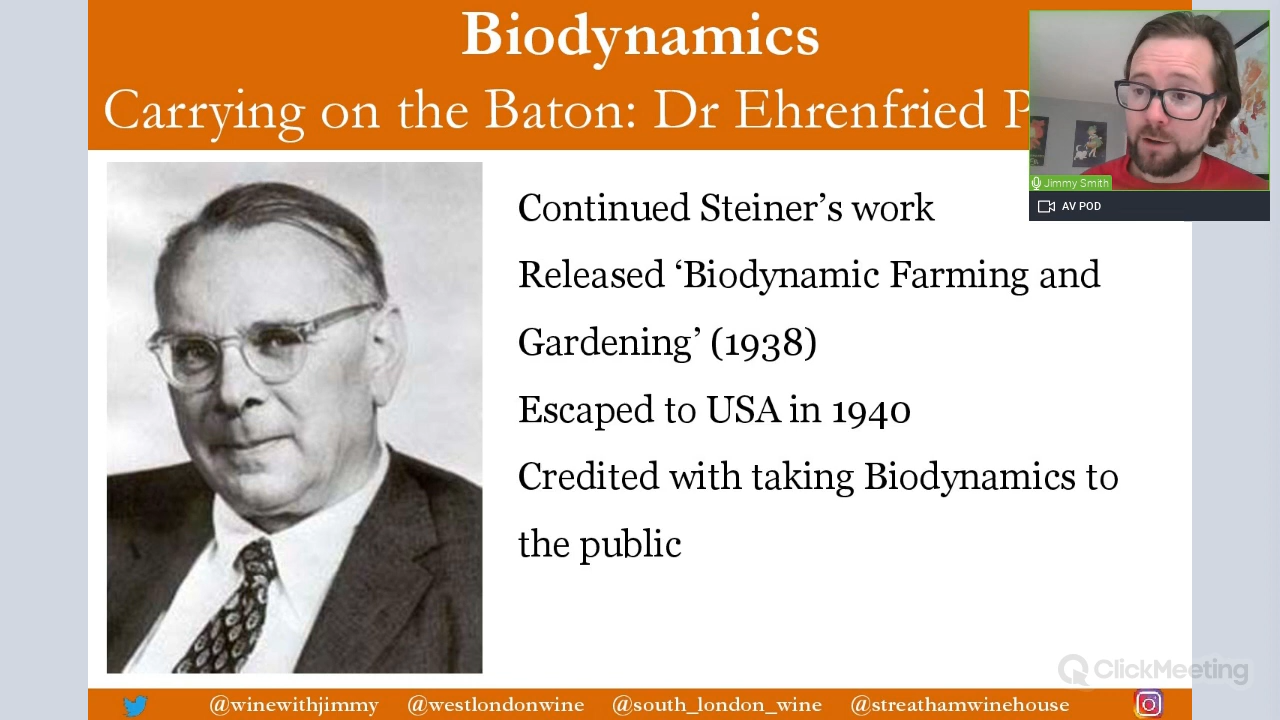 Biodynamics
Carrying on the Baton: Dr Ehrenfried P
Jimmy Smith
AV POD
Continued Steiner’s work
Released ‘Biodynamic Farming and
Gardening’ (1938)
Escaped to USA in 1940
Credited with taking Biodynamics to
the public
ClickMeeting
@winewithjimmy @westlondonwine @south_london_wine @streathamwinehouse